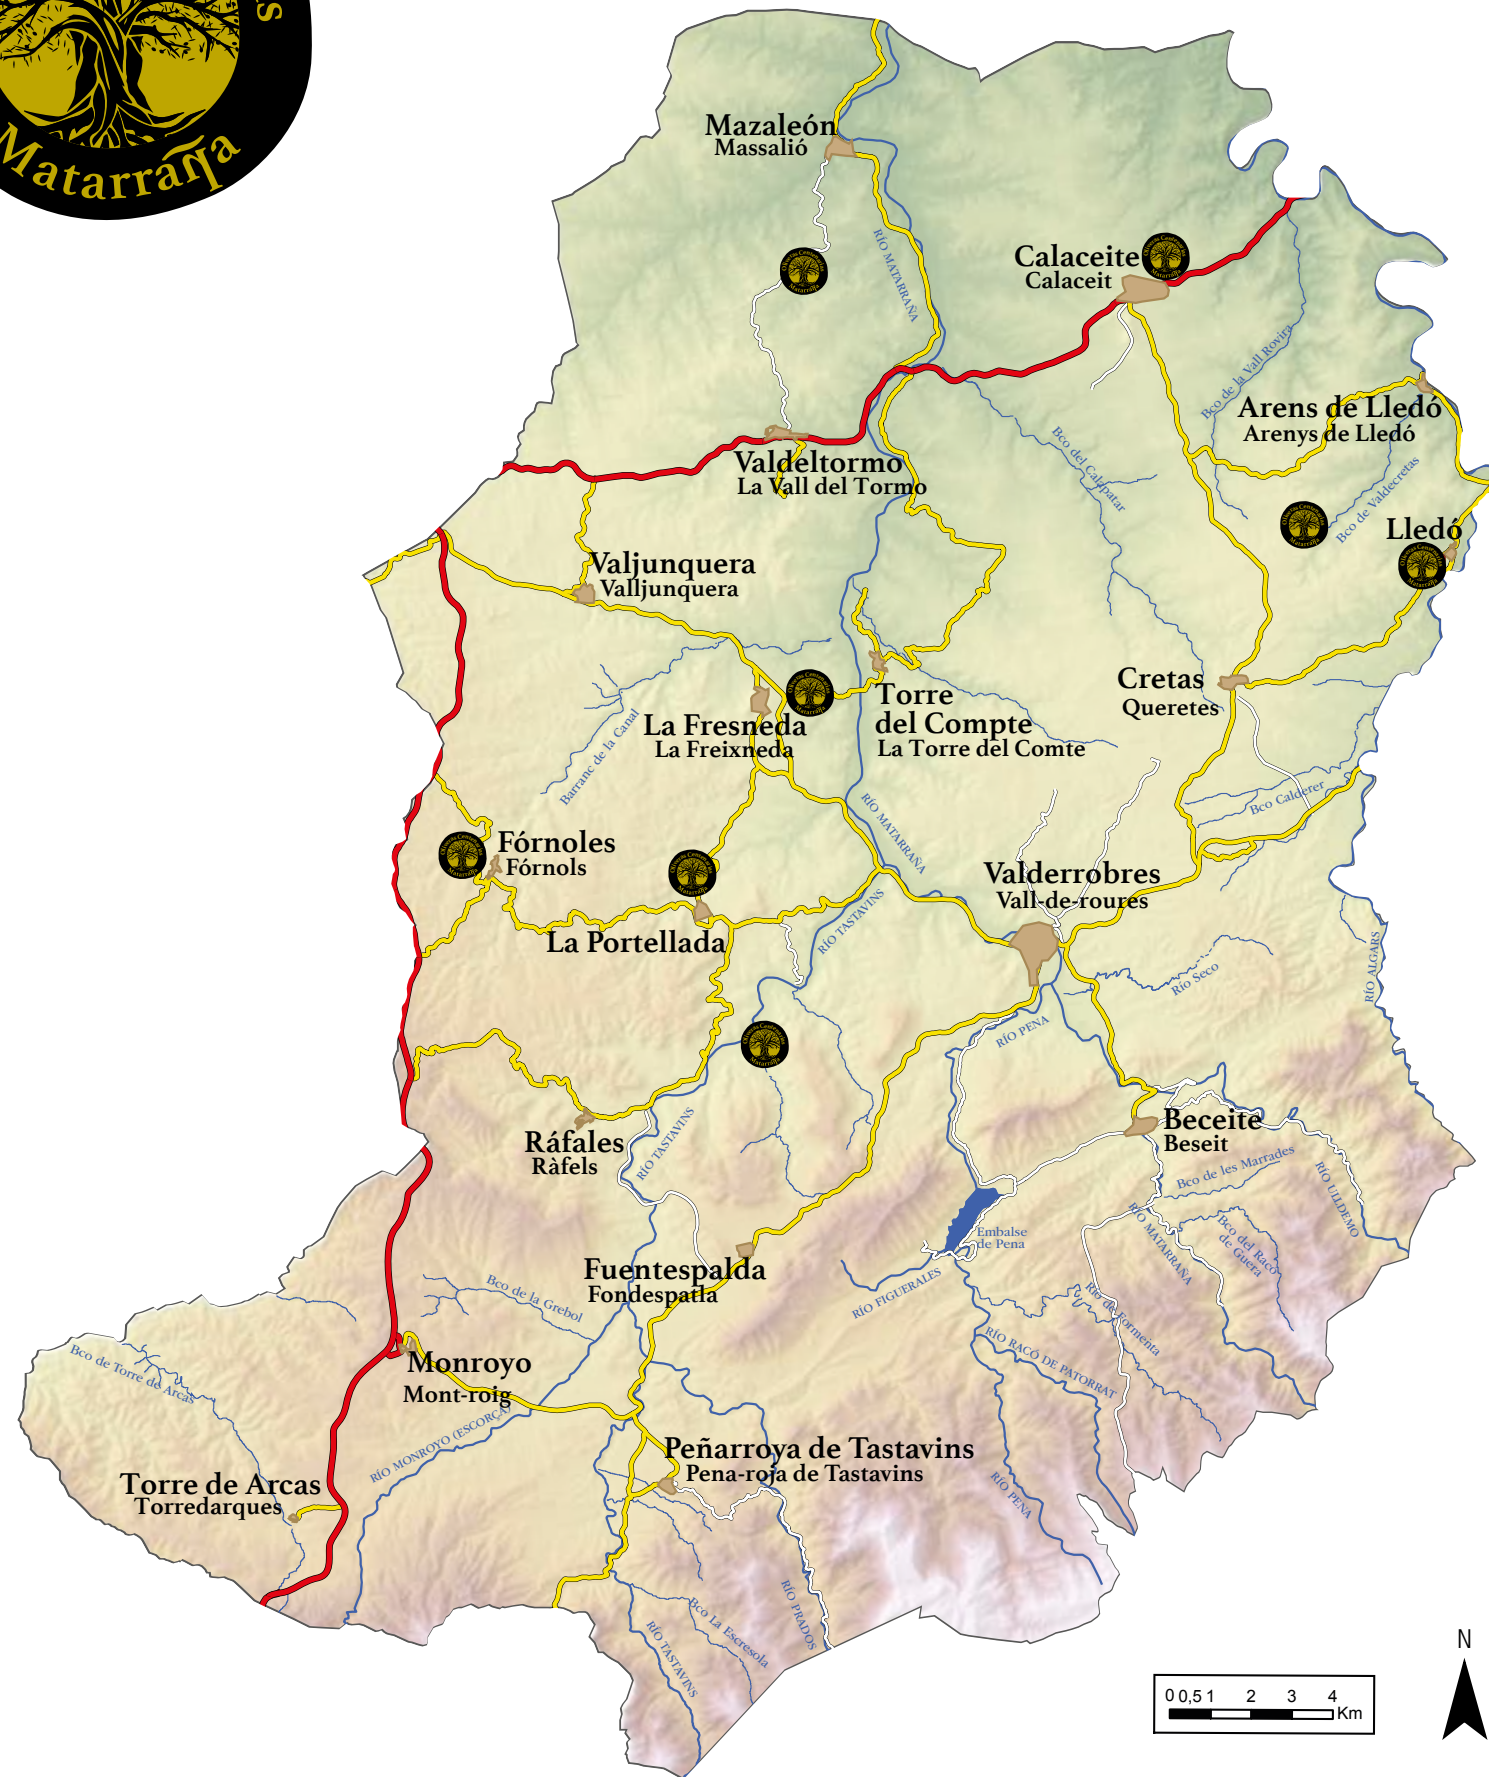 Matarraña
Mazaleón
Massalió
RÍO MATARRAÑA
Calaceite
Calaceit
Bco de la Vall Rovira
Arens de Lledó
Arenys de Lledó
Bco del Calapatar
Bco de Valdecretas
Valdeltormo
La Vall del Tormo
Lledó
Valjunquera
Valljunquera
Cretas
Queretes
Torre
del Compte
La Torre del Comte
La Fresneda
La Freixneda
Barranc de la Canal
Bco Calderer
RÍO MATARRAÑA
Fórnoles
Fórnols
Valderrobres
Vall-de-roures
La Portellada
RÍO TASTAVINS
Río Seco
RÍO ALGARS
RÍO PENA
Ráfales
Ràfels
RÍO TASTAVINS
Beceite
Beseit
Bco de les Marrades
RÍO ULLDEMO
RÍO MATARRAÑA
Bco del Racó
de Guera
Embalse
de Pena
Fuentespalda
Fondespatla
RÍO FIGUERALES
Bco de la Grebol
Río de Formenta
RÍO RACÓ DE PATORRAT
Bco de Torre de Arcas
Monroyo
Mont-roig
RÍO MONROYO (ESCORÇA)
Peñarroya de Tastavins
Pena-roja de Tastavins
RÍO PENA
Torre de Arcas
Torredarques
RÍO PRADOS
Bco La Escresola
RÍO TASTAVINS
N
0 0,5 1 2 3 4
Km